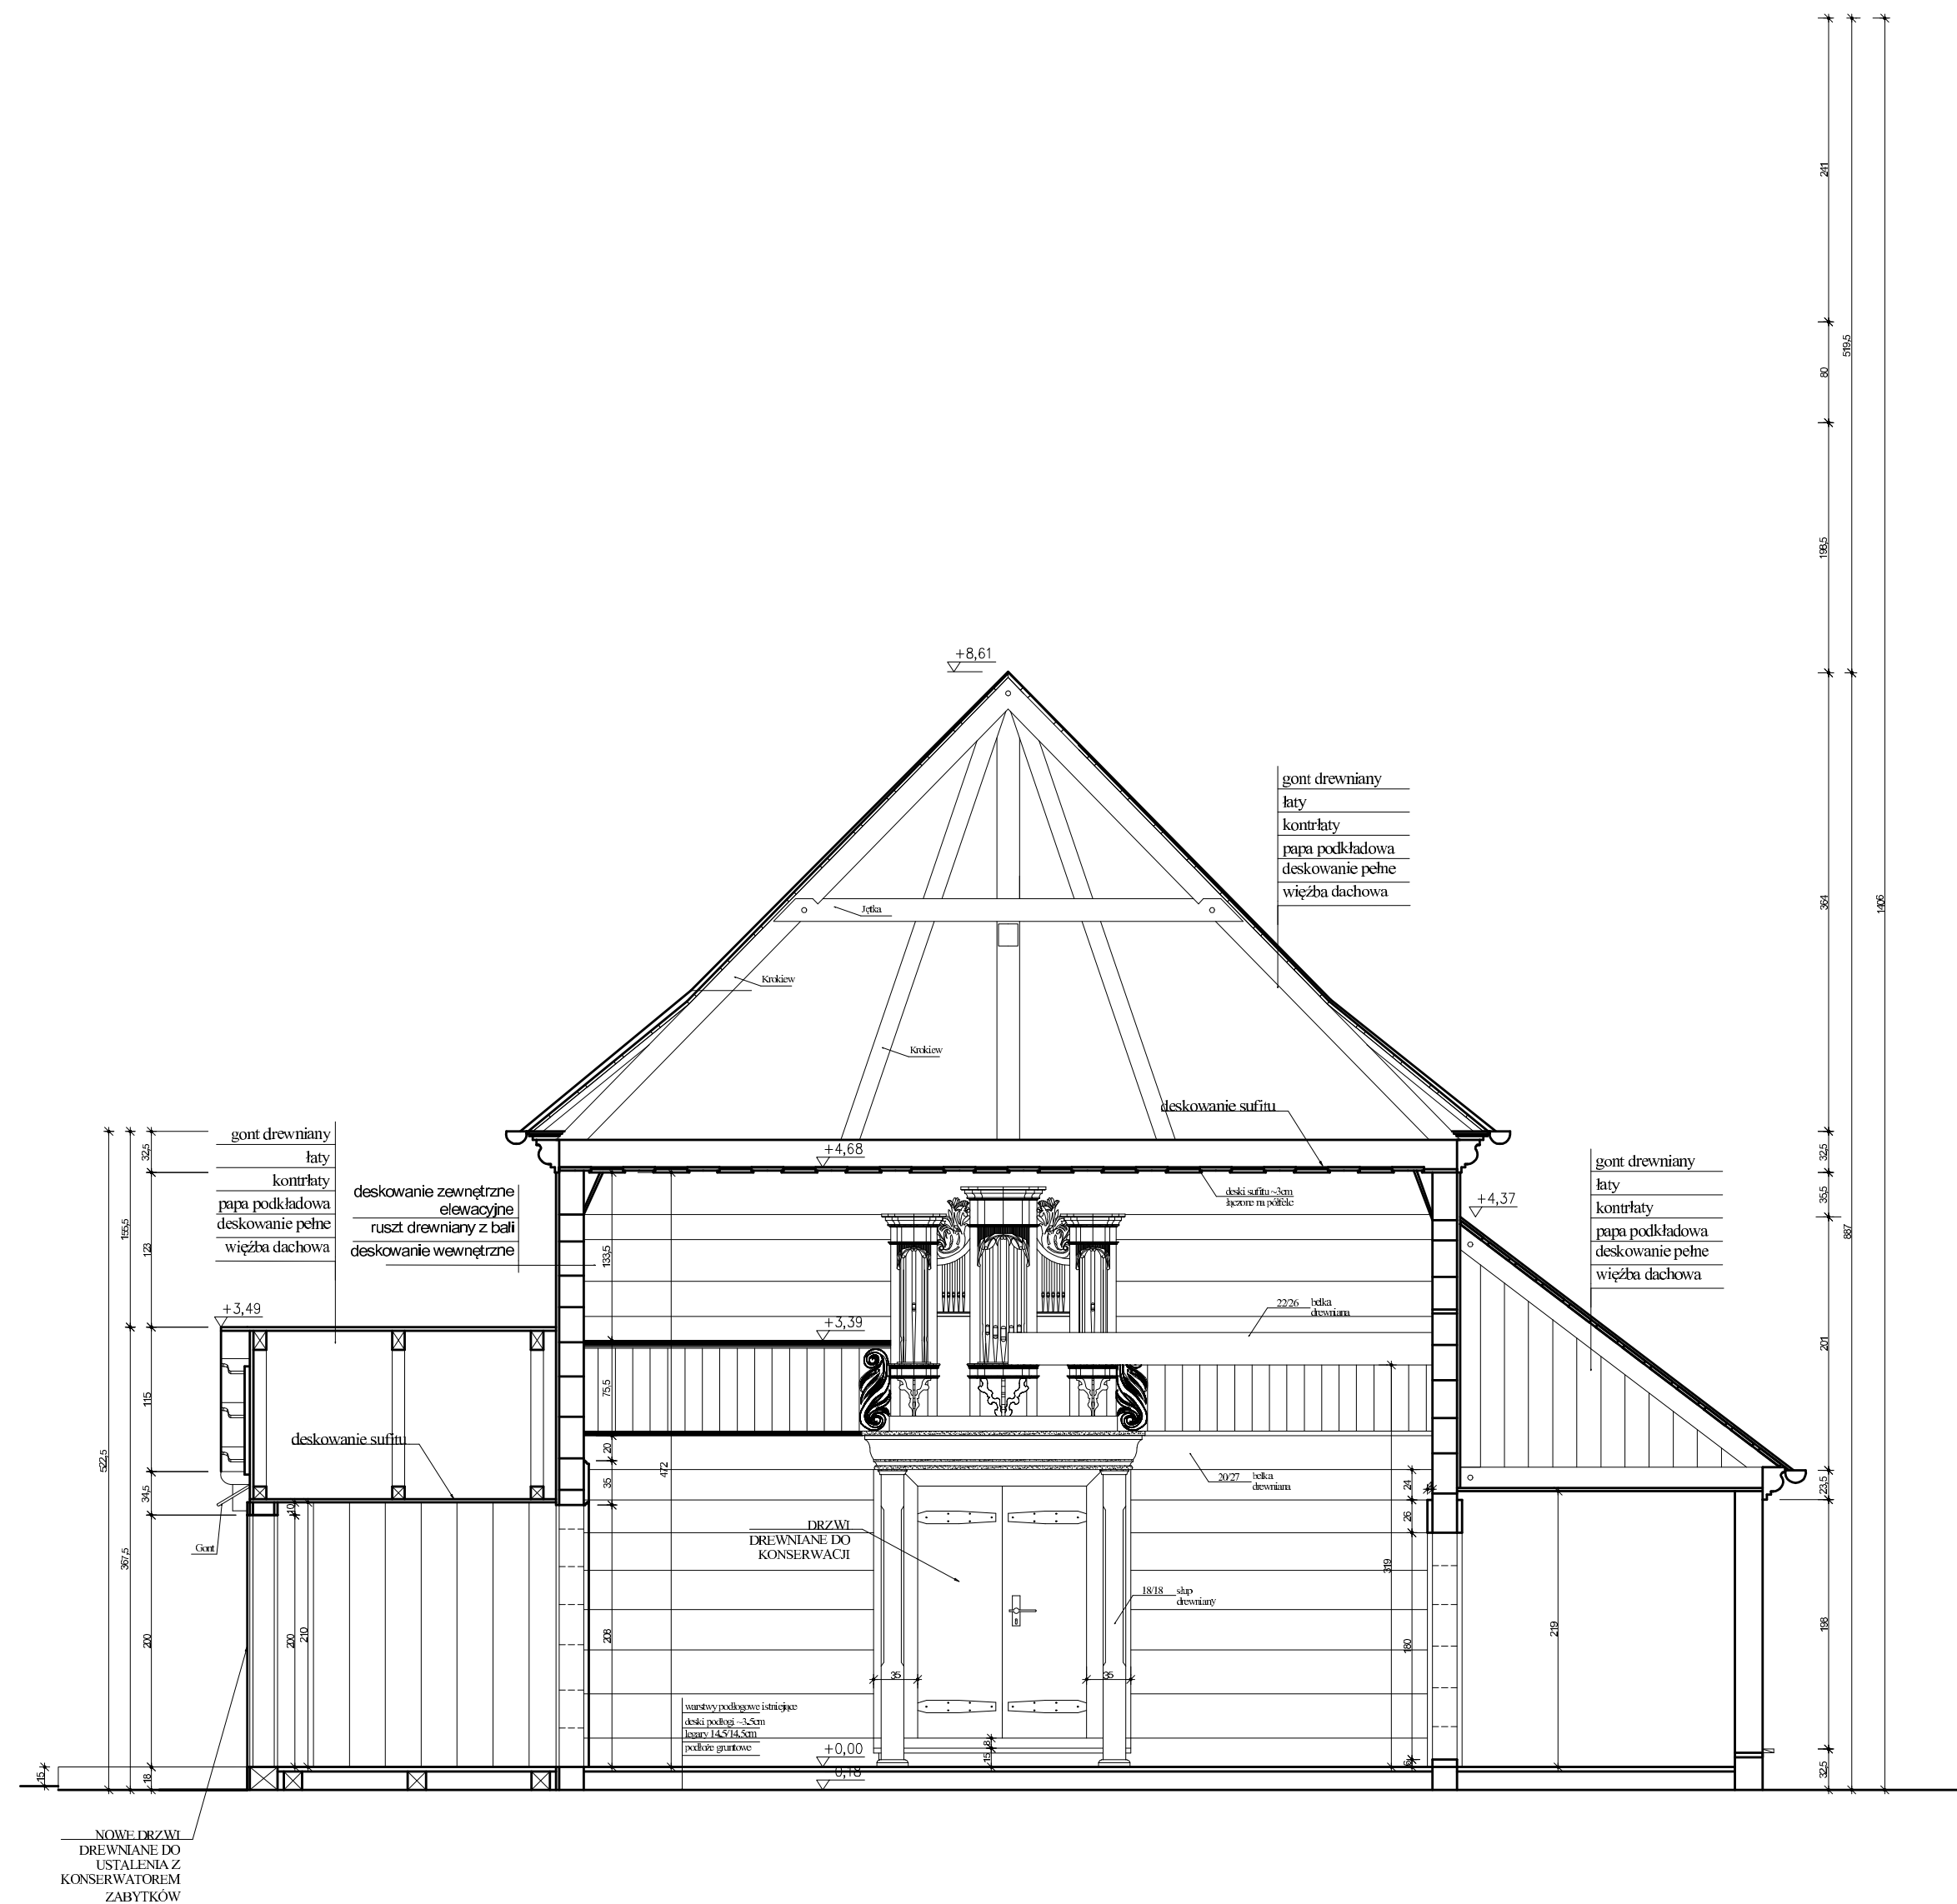 241
80
519,5
198,5
+8,61
gont drewniany
łaty
kontrłaty
papa podkładowa
deskowanie pełne
więźba dachowa
364
1406
Jętka
Krokiew
Krokiew
deskowanie sufitu
gont drewniany
łaty
kontrłaty
papa podkładowa
deskowanie pełne
więźba dachowa
32,5
155,5
123
522,5
367,5
115
34,5
200
18
15
deskowanie zewnętrzne
elewacyjne
ruszt drewniany z bali
deskowanie wewnętrzne
+4,68
deski sufitu ~3cm
łączone na półfelc
+4,37
gont drewniany
łaty
kontrłaty
papa podkładowa
deskowanie pełne
więźba dachowa
32,5
35,5
887
201
23,5
198
32,5
+3,49
133,5
+3,39
22/26 belka
drewniana
75,5
deskowanie sufitu
20
472
35
20/27 belka
drewniana
24
26
10
Gont
DRZWI
DREWNIANE DO
KONSERWACJI
319
18/18 słup
drewniany
200
210
208
180
219
35
35
warstwy podłogowe istniejące
deski podłogi ~3,5cm
legary 14,5/14,5cm
podłoże gruntowe
+0,00
-0,18
8
15
6
NOWE DRZWI
DREWNIANE DO
USTALENIA Z
KONSERWATOREM
ZABYTKÓW